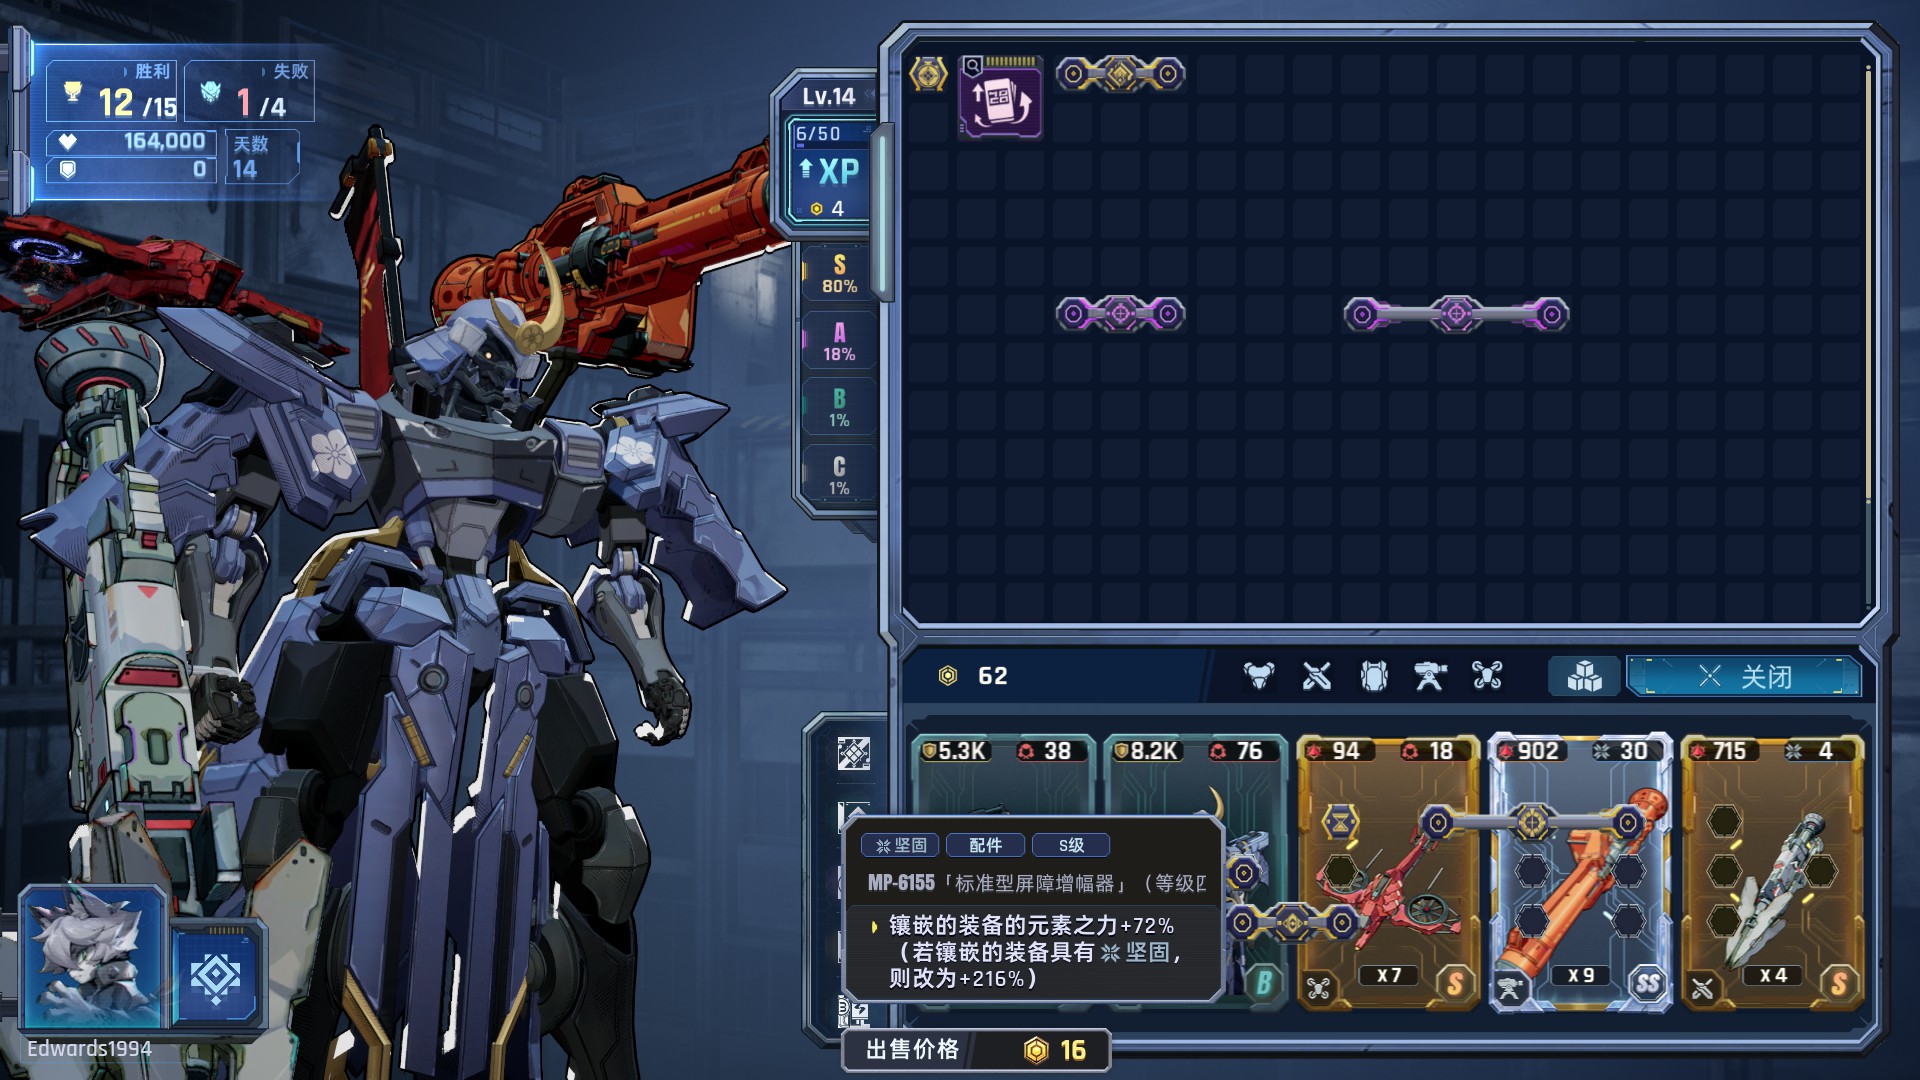 胜利
12 /15
失败
1 /4
164,000
0
天数
14
Lv.14
6/50
XP
4
S
80%
A
18%
B
1%
C
1%
62
关闭
5.3K 38
8.2K 76
94 18
902 30
715 4
B
x7 S
x9 SS
x4 S
坚固 配件 S级
MP-6155「标准型屏障增幅器」（等级
镶嵌的装备的元素之力+72%
（若镶嵌的装备具有 坚固,
则改为+216%）
出售价格 16
Edwards1994